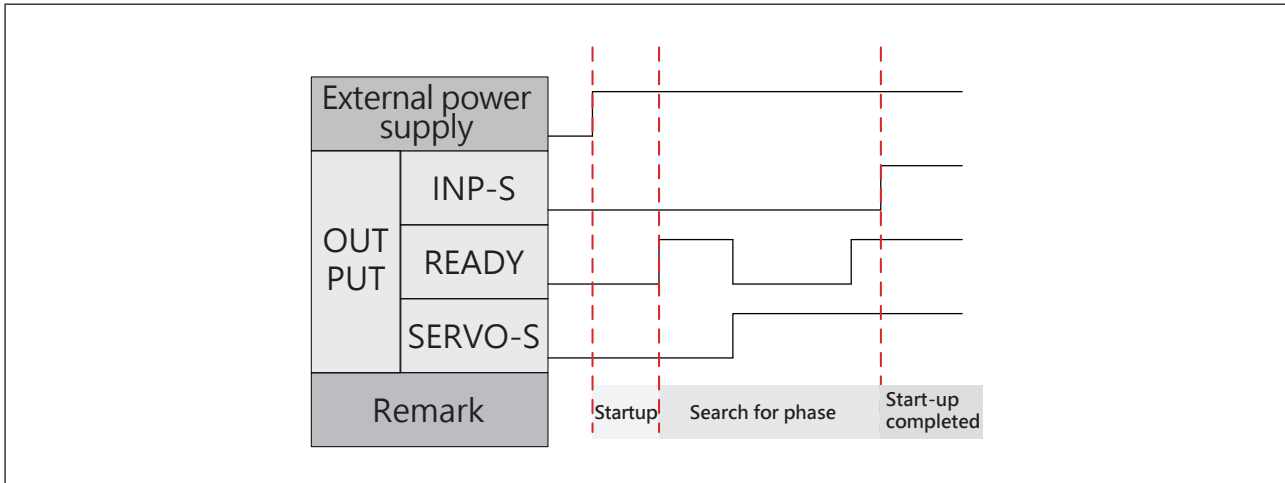 External power
supply
INP-S
OUT
PUT
READY
SERVO-S
Remark
Startup
Search for phase
Start-up
completed